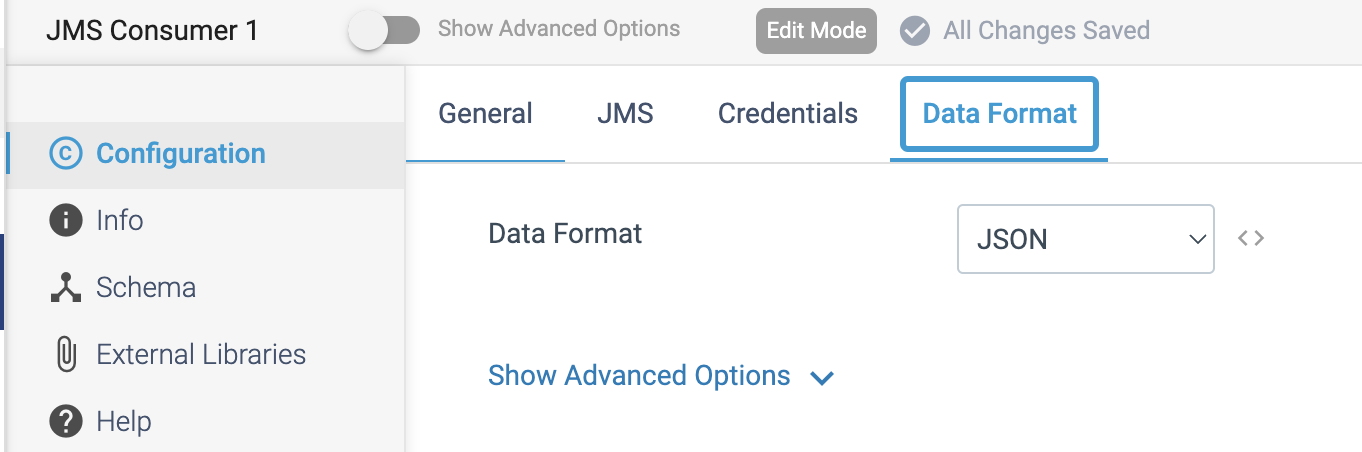 JMS Consumer 1
Show Advanced Options
Edit Mode
All Changes Saved
Configuration
Info
Schema
External Libraries
Help
General
JMS
Credentials
Data Format
Data Format
JSON
Show Advanced Options